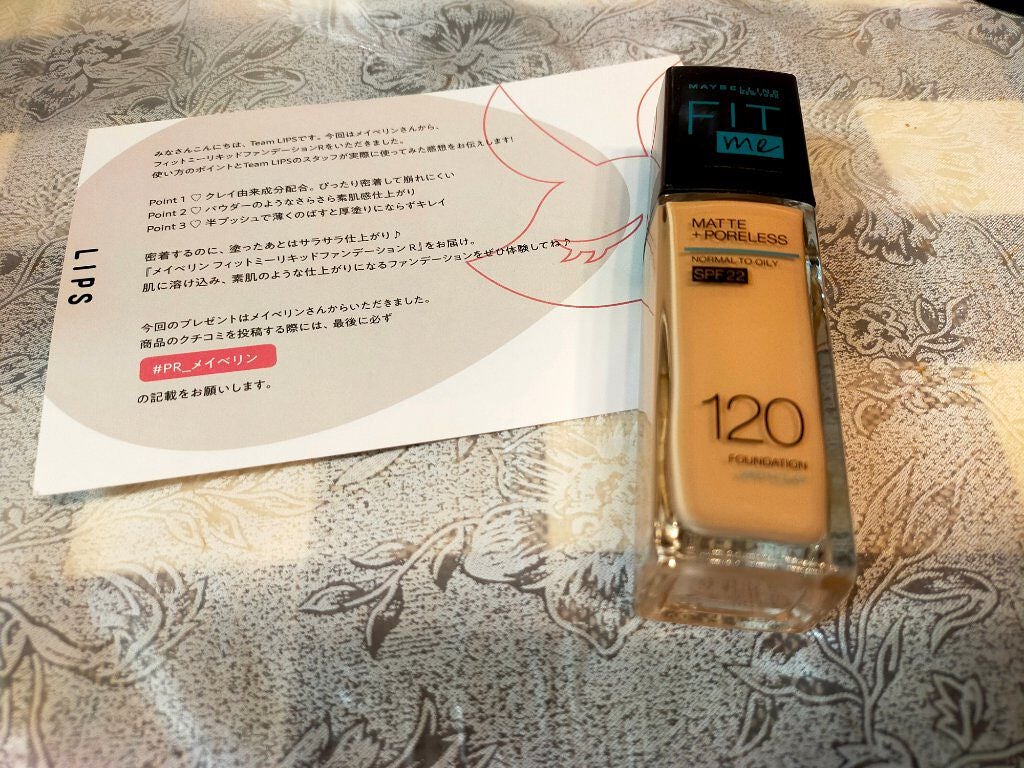 みなさんこんにちは、Team LIPSです。今回はメイベリンさんから、
フィットミーリキッドファンデーションRをいただきました。
使い方のポイントとTeam LIPSのスタッフが実際に使ってみた感想をお伝えします!
Point 1 ♡ クレイ由来成分配合。ぴったり密着して崩れにくい
Point 2 ♡ パウダーのようなさらさら素肌感仕上がり
Point 3 ♡ 半プッシュで薄くのばすと厚塗りにならずキレイ
密着するのに、塗ったあとはサラサラ仕上がり♪
『メイベリン フィットミーリキッドファンデーション R』をお届け。
肌に溶け込み、素肌のような仕上がりになるファンデーションをぜひ体験してね♪
今回のプレゼントはメイベリンさんからいただきました。
商品のクチコミを投稿する際には、最後に必ず
#PR_メイベリン
の記載をお願いします。
LIPS
MAYBELLINE
NEW YORK
FIT
me
MATTE
+PORELESS
NORMAL TO OILY
SPF 22
120
FOUNDATION